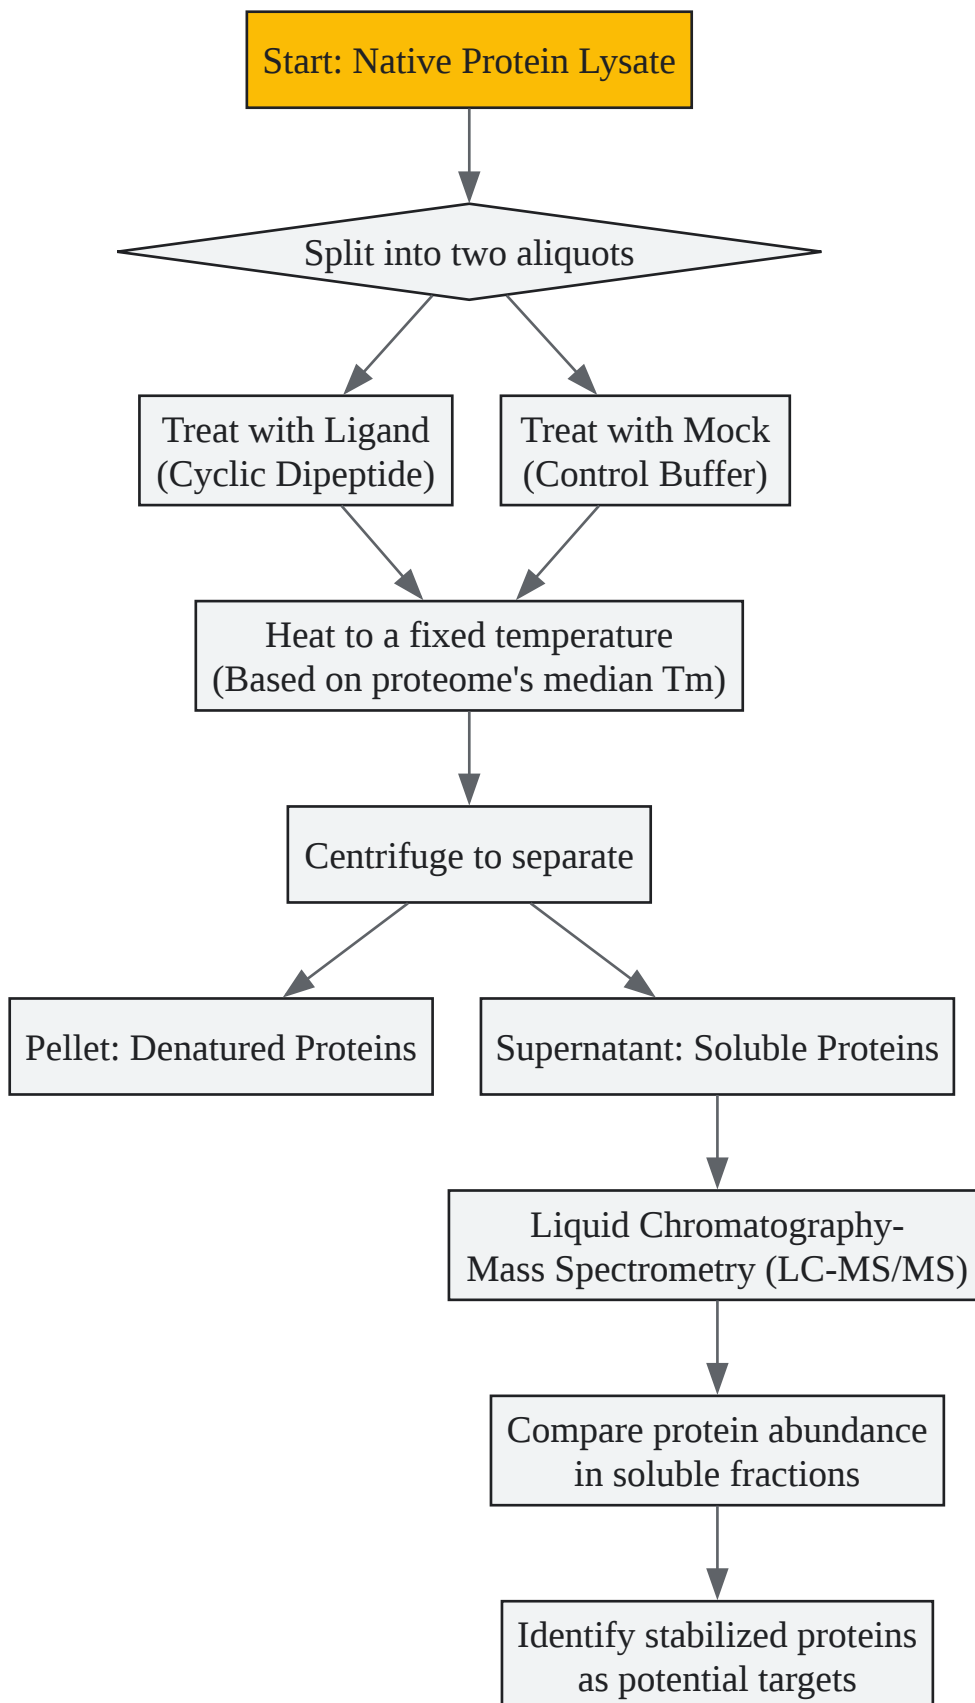 Start: Native Protein Lysate
Split into two aliquots
Treat with Ligand
(Cyclic Dipeptide)
Treat with Mock
(Control Buffer)
Heat to a fixed temperature
(Based on proteome's median Tm)
Centrifuge to separate
Pellet: Denatured Proteins
Supernatant: Soluble Proteins
Liquid Chromatography-
Mass Spectrometry (LC-MS/MS)
Compare protein abundance
in soluble fractions
Identify stabilized proteins
as potential targets